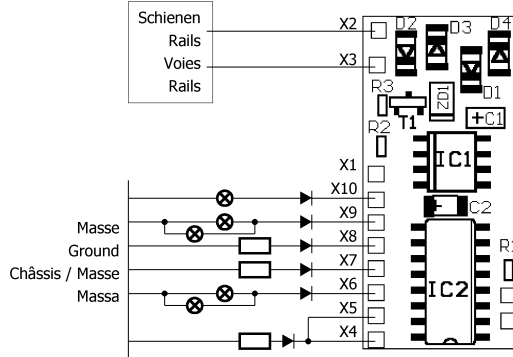 Schienen
Rails
Voies
Rails
X2
X3
D2
D3
D4
D1
R3
ZD1
T1
+C1
R2
X1
IC1
X10
X9
X8
X7
X6
X5
X4
+
C2
IC2
Masse
Ground
Châssis / Masse
Massa